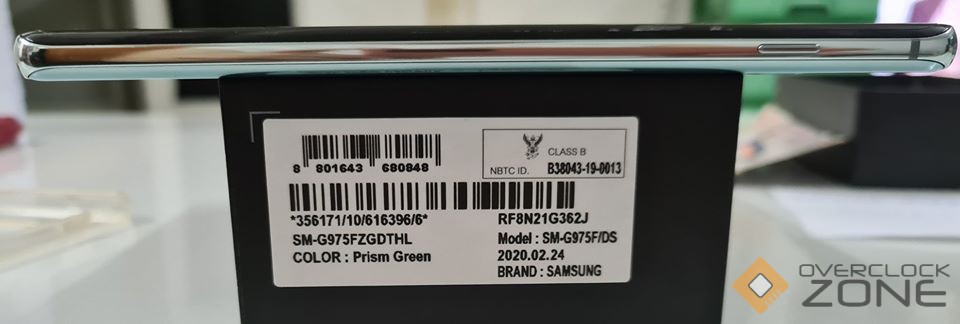 8 801643 680848
CLASS B
NBTC ID. B38043-19-0013
*356171/10/616396/6*
RF8N21G362J
SM-G975FZGDTHL
Model : SM-G975F/DS
COLOR : Prism Green
2020.02.24
BRAND : SAMSUNG
OVERCLOCK
ZONE